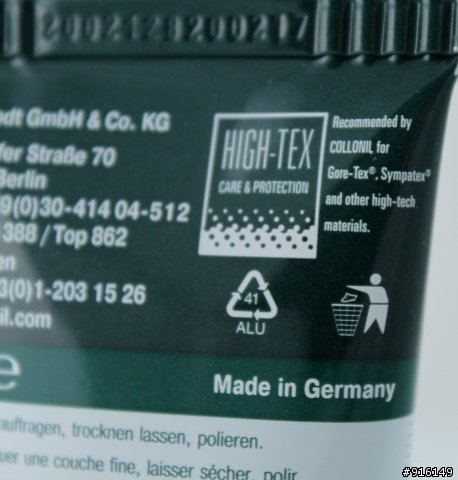 20021292002 17
edt GmbH & Co. KG
fer Straße 70
Berlin
9(0)30-414 04-512
388 / Top 862
en
3(0)1-203 15 26
il.com
HIGH-TEX
CARE & PROTECTION
Recommended by
COLLONIL for
Gore-Tex®, Sympatex®
and other high-tech
materials.
41
ALU
e
Made in Germany
auftragen, trocknen lassen, polieren.
uer une couche fine, laisser sécher, polir
#916149